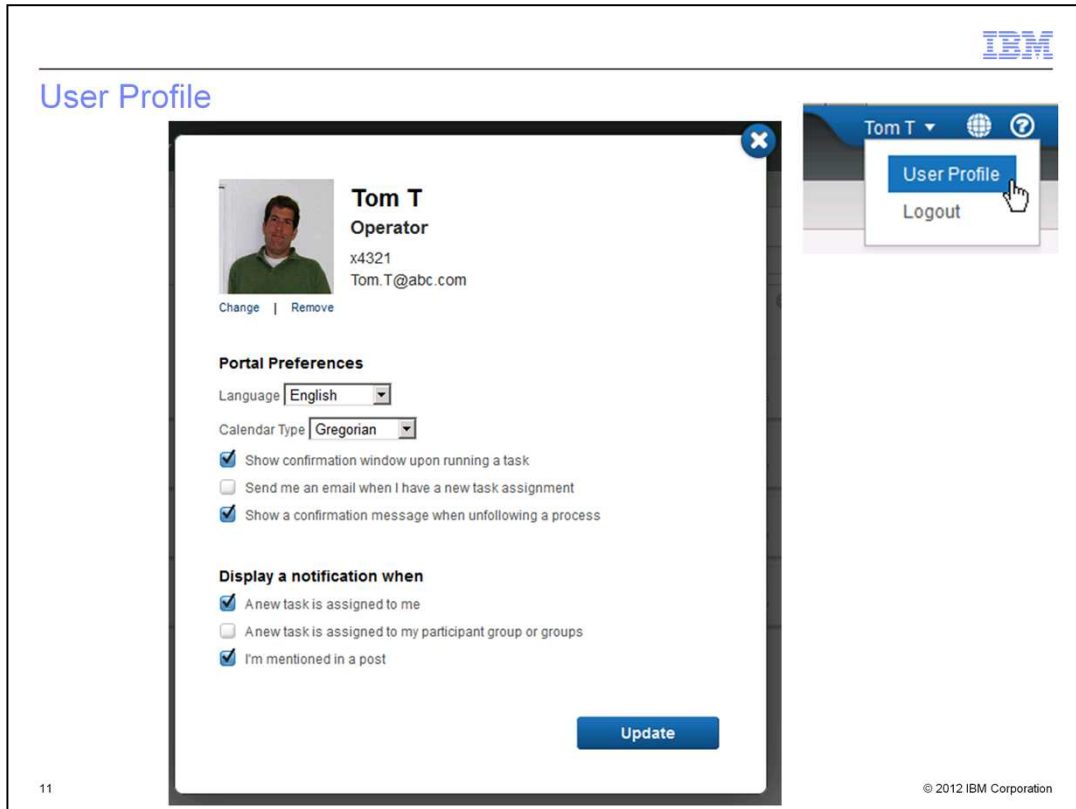 IBM
User Profile
Tom T
User Profile
Logout
Tom T
Operator
x4321
Tom.T@abc.com
Change | Remove
Portal Preferences
Language English
Calendar Type Gregorian
Show confirmation window upon running a task
Send me an email when I have a new task assignment
Show a confirmation message when unfollowing a process
Display a notification when
A new task is assigned to me
A new task is assigned to my participant group or groups
I'm mentioned in a post
Update
11
© 2012 IBM Corporation